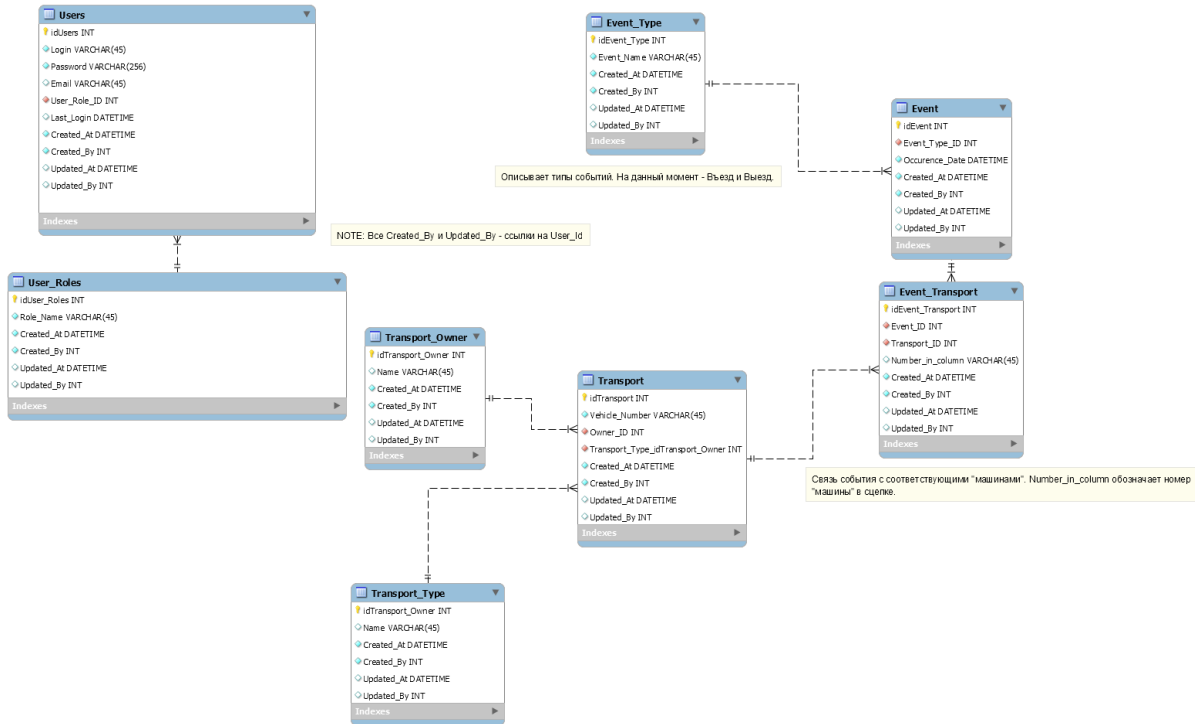 Users
idUsers INT
Login VARCHAR(45)
Password VARCHAR(256)
Email VARCHAR(45)
User_Role_ID INT
Last_Login DATETIME
Created_At DATETIME
Created_By INT
Updated_At DATETIME
Updated_By INT
Indexes
Event_Type
idEvent_Type INT
Event_Name VARCHAR(45)
Created_At DATETIME
Created_By INT
Updated_At DATETIME
Updated_By INT
Indexes
Описывает типы событий. На данный момент - Въезд и Выезд.
Event
idEvent INT
Event_Type_ID INT
Occurence_Date DATETIME
Created_At DATETIME
Created_By INT
Updated_At DATETIME
Updated_By INT
Indexes
NOTE: Все Created_By и Updated_By - ссылки на User_Id
User_Roles
idUser_Roles INT
Role_Name VARCHAR(45)
Created_At DATETIME
Created_By INT
Updated_At DATETIME
Updated_By INT
Indexes
Transport_Owner
idTransport_Owner INT
Name VARCHAR(45)
Created_At DATETIME
Created_By INT
Updated_At DATETIME
Updated_By INT
Indexes
Transport
idTransport INT
Vehicle_Number VARCHAR(45)
Owner_ID INT
Transport_Type_idTransport_Owner INT
Created_At DATETIME
Created_By INT
Updated_At DATETIME
Updated_By INT
Indexes
Event_Transport
idEvent_Transport INT
Event_ID INT
Transport_ID INT
Number_in_column VARCHAR(45)
Created_At DATETIME
Created_By INT
Updated_At DATETIME
Updated_By INT
Indexes
Связь события с соответствующими "машинами". Number_in_column обозначает номер
"машины" в сцепке.
Transport_Type
idTransport_Owner INT
Name VARCHAR(45)
Created_At DATETIME
Created_By INT
Updated_At DATETIME
Updated_By INT
Indexes